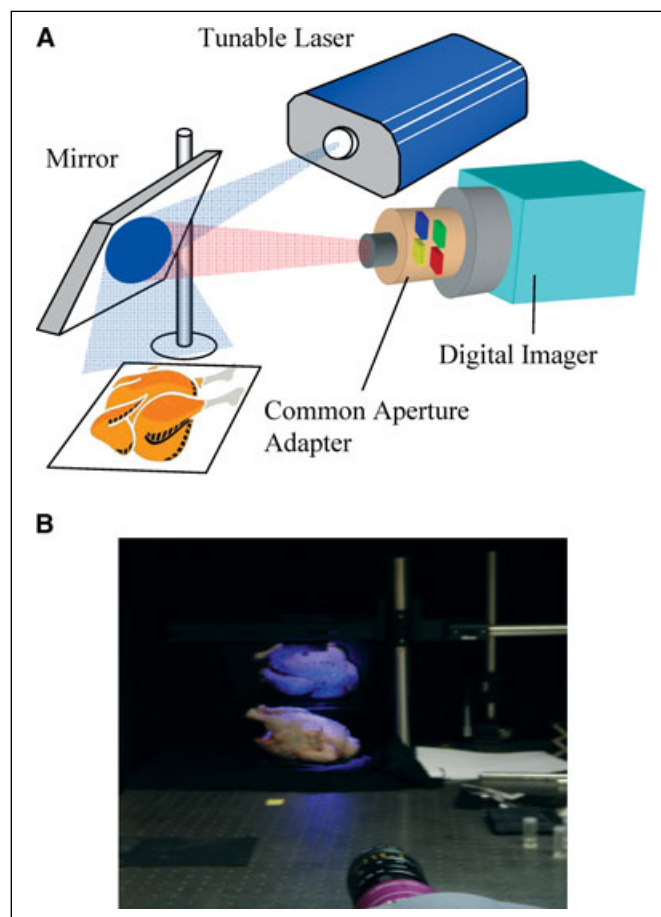 A
Tunable Laser
Mirror
Digital Imager
Common Aperture
Adapter
B